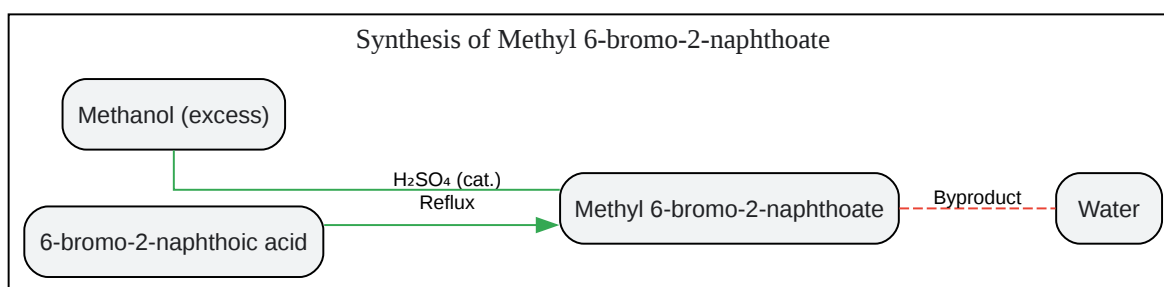 Synthesis of Methyl 6-bromo-2-naphthoate
Methanol (excess)
H₂SO₄ (cat.)
Reflux
6-bromo-2-naphthoic acid
Methyl 6-bromo-2-naphthoate
Byproduct
Water